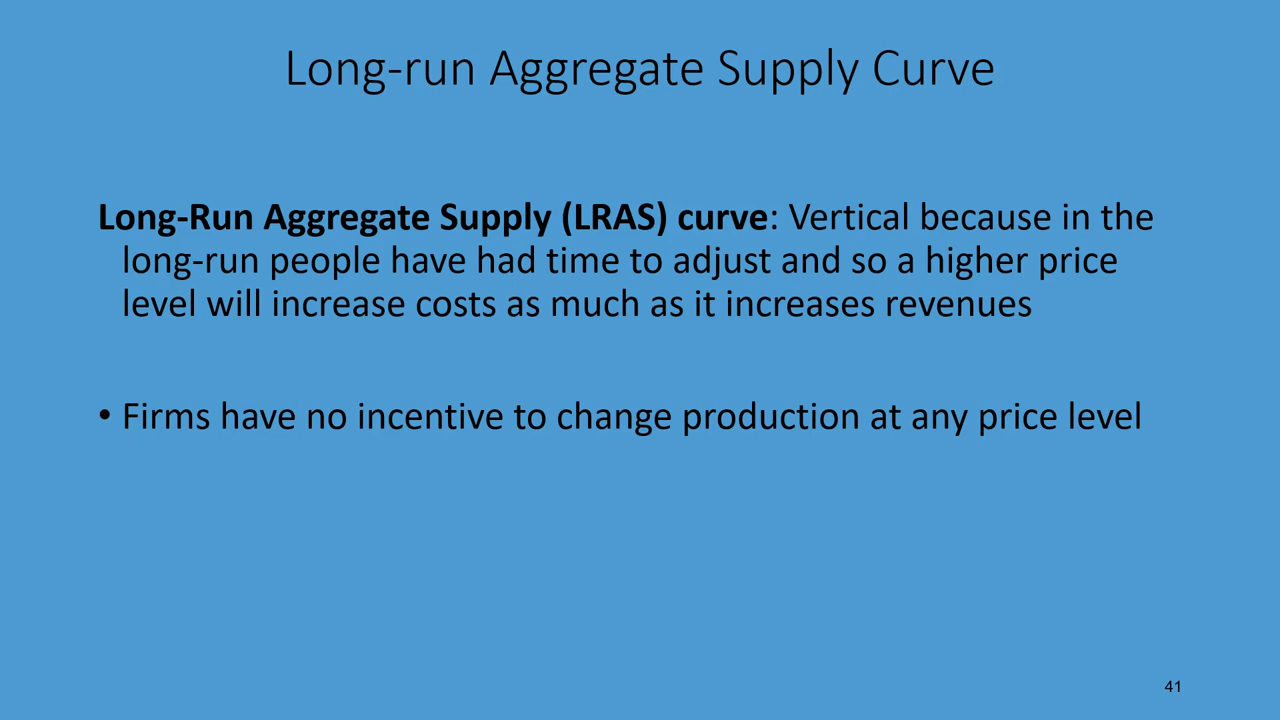 Long-run Aggregate Supply Curve
Long-Run Aggregate Supply (LRAS) curve: Vertical because in the
long-run people have had time to adjust and so a higher price
level will increase costs as much as it increases revenues
• Firms have no incentive to change production at any price level
41